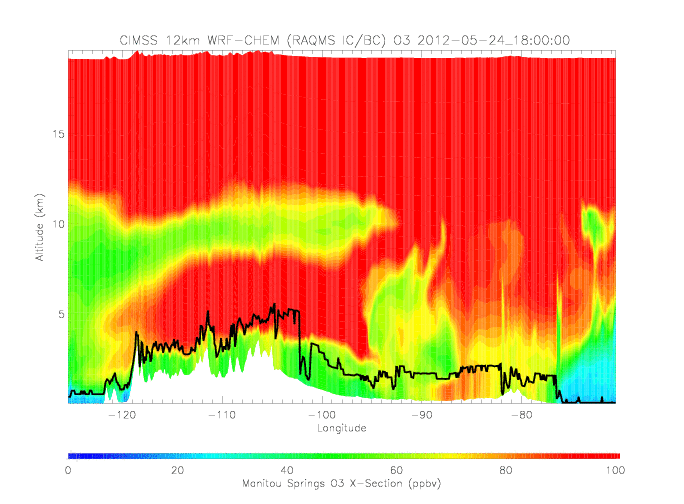 CIMSS 12km WRF-CHEM (RAQMS IC/BC) O3 2012-05-24_18:00:00
15
10
5
Altitude (km)
-120 -110 -100 -90 -80
Longitude
0 20 40 60 80 100
Manitou Springs O3 X-Section (ppbv)